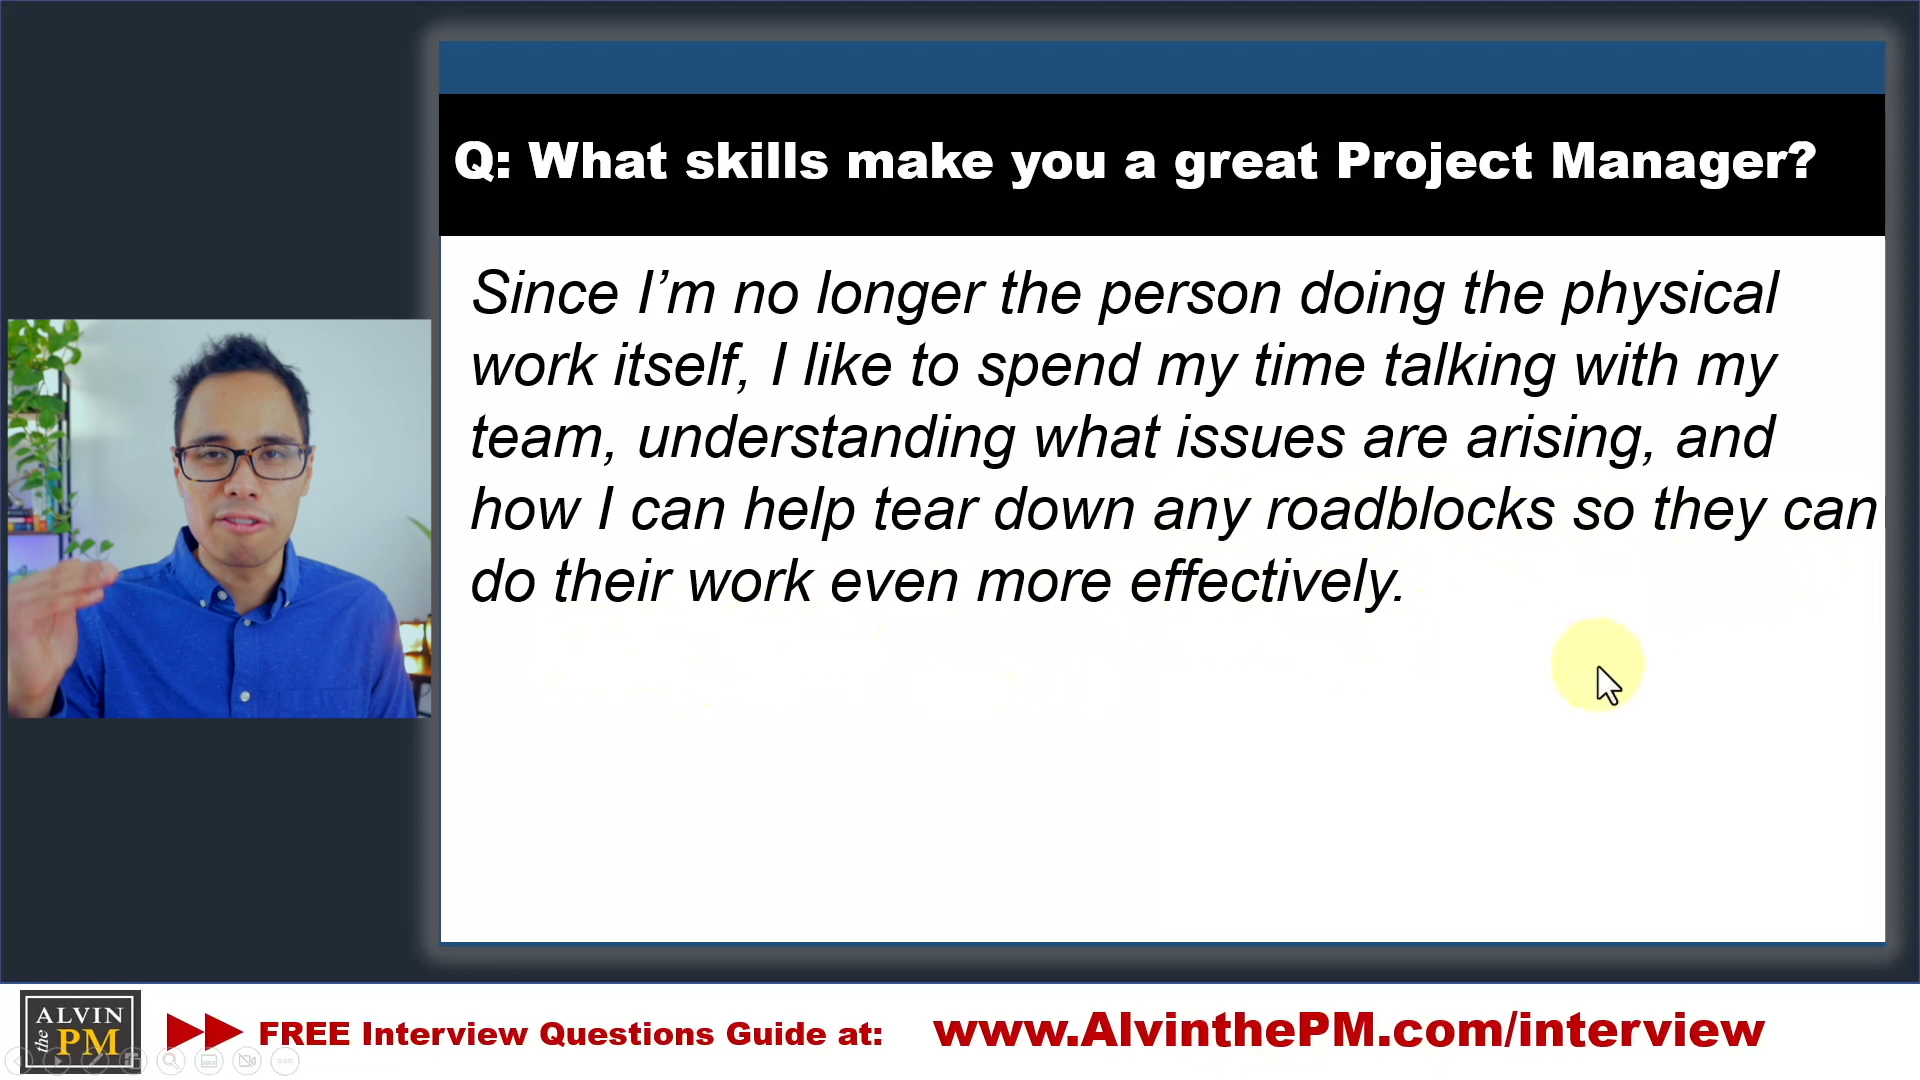 Q: What skills make you a great Project Manager?
Since I’m no longer the person doing the physical
work itself, I like to spend my time talking with my
team, understanding what issues are arising, and
how I can help tear down any roadblocks so they can
do their work even more effectively.
ALVIN
the PM
FREE Interview Questions Guide at:
www.AlvinthePM.com/interview